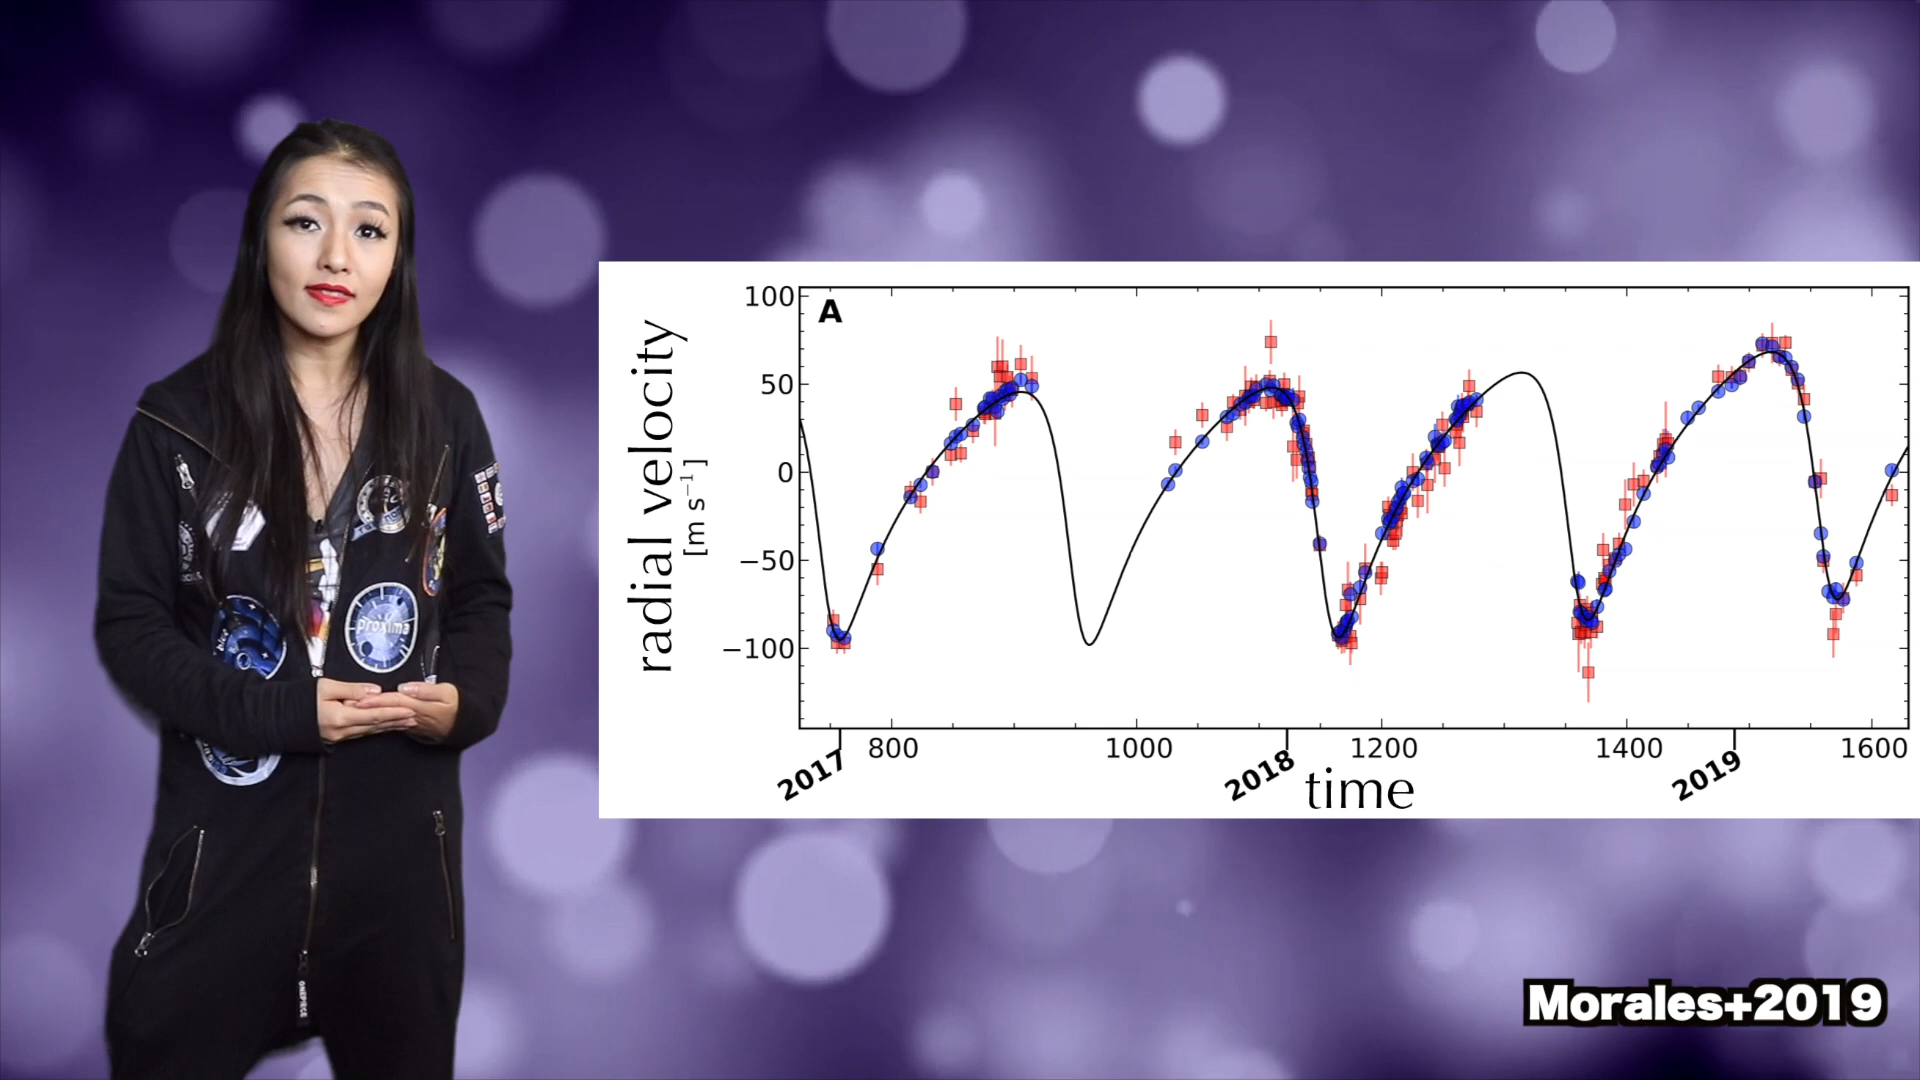 A
100
50
0
−50
−100
radial velocity
[m s⁻¹]
800
1000
1200
1400
1600
2017
2018
2019
time
proxima
ONEPIECE
Morales+2019